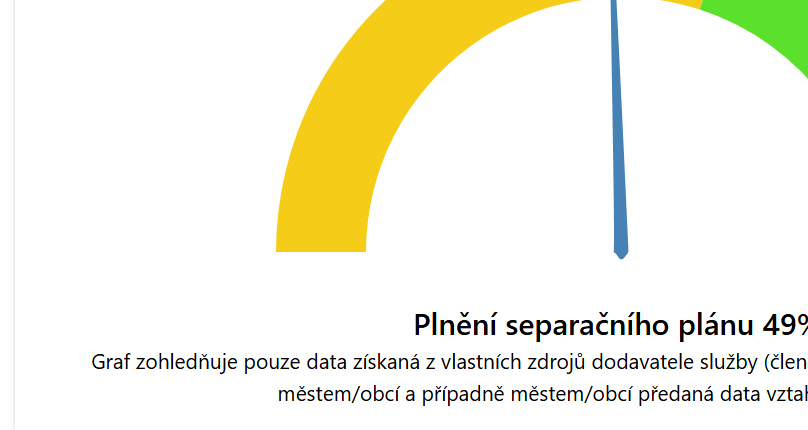 Plnění separačního plánu 49%
Graf zohledňuje pouze data získaná z vlastních zdrojů dodavatele služby (člen
městem/obcí a případně městem/obcí předaná data vztah